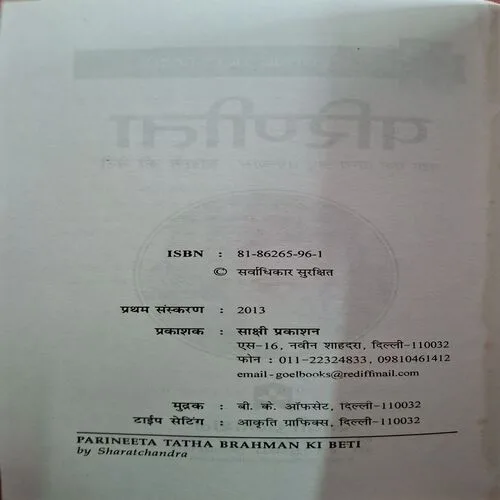 ISBN : 81-86265-96-1
© सर्वाधिकार सुरक्षित
प्रथम संस्करण : 2013
प्रकाशक : साक्षी प्रकाशन
एस-16, नवीन शाहदरा, दिल्ली-110032
फोन : 011-22324833, 09810461412
email - goelbooks@rediffmail.com
मुद्रक : बी. के. ऑफसेट, दिल्ली-110032
टाईप सेटिंग : आकृति ग्राफिक्स, दिल्ली-110032
PARINEETA TATHA BRAHMAN KI BETI
by Sharatchandra